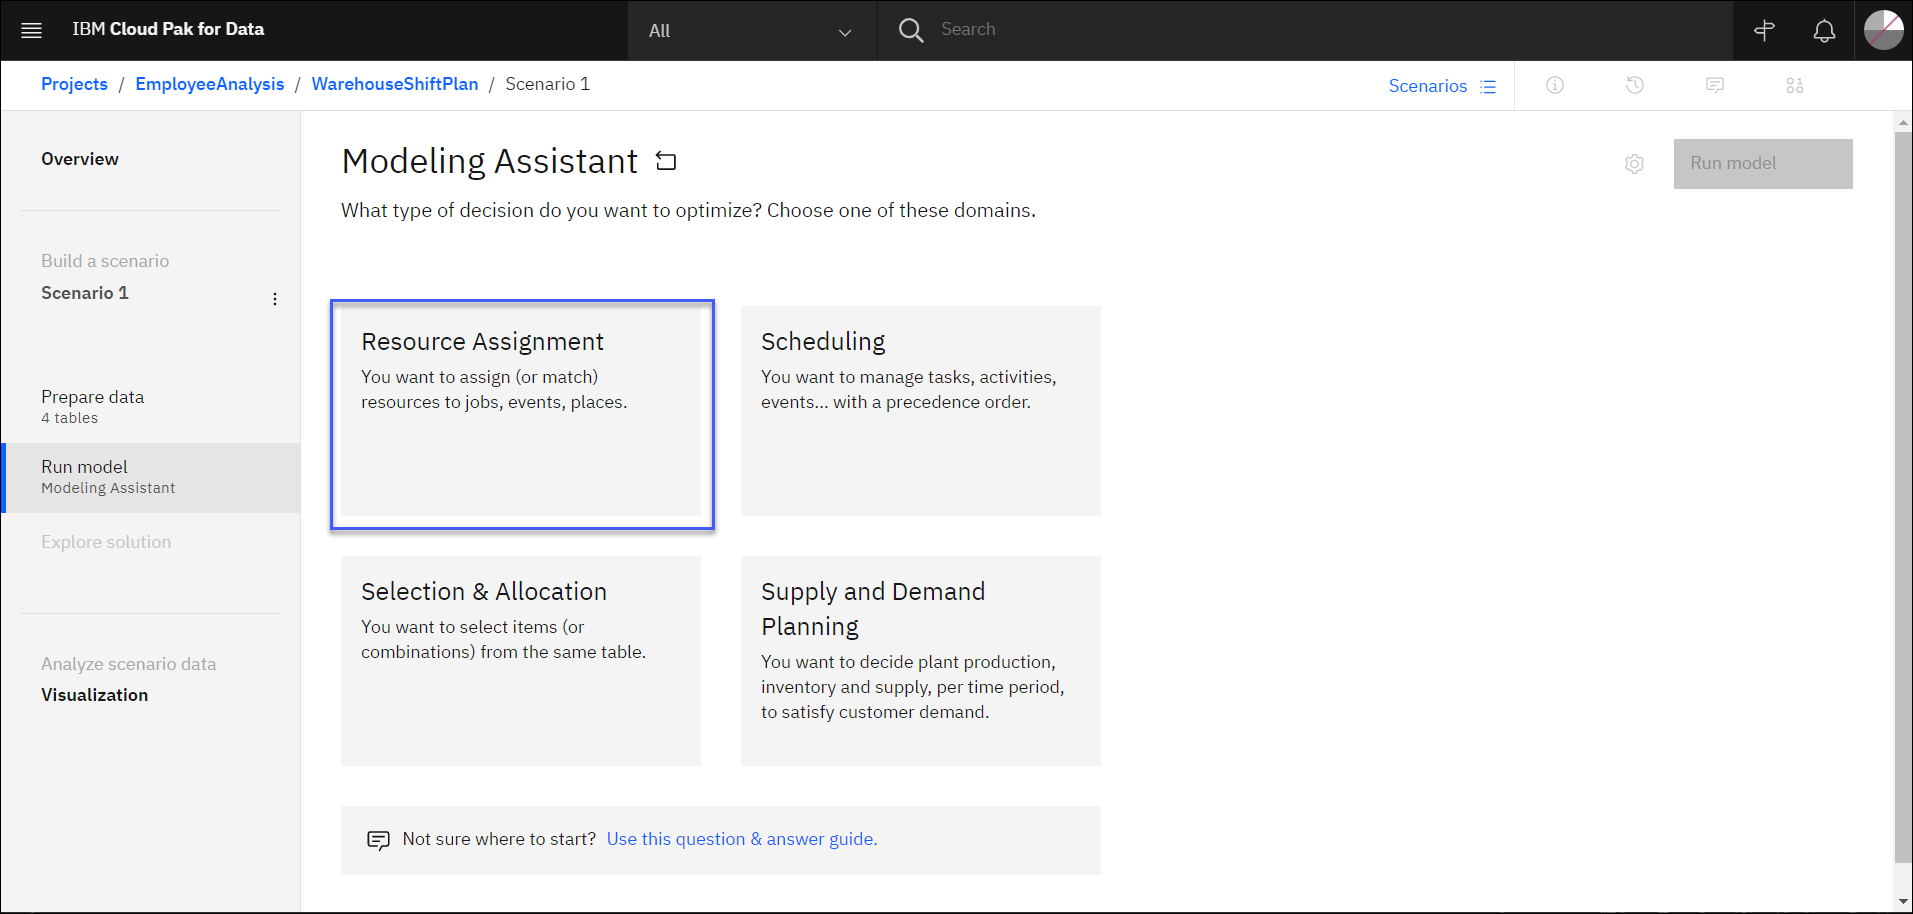 IBM Cloud Pak for Data
All
Search
Projects / EmployeeAnalysis / WarehouseShiftPlan / Scenario 1
Scenarios
Overview
Build a scenario
Scenario 1
Prepare data
4 tables
Run model
Modeling Assistant
Explore solution
Analyze scenario data
Visualization
Modeling Assistant
Run model
What type of decision do you want to optimize? Choose one of these domains.
Resource Assignment
You want to assign (or match)
resources to jobs, events, places.
Scheduling
You want to manage tasks, activities,
events... with a precedence order.
Selection & Allocation
You want to select items (or
combinations) from the same table.
Supply and Demand
Planning
You want to decide plant production,
inventory and supply, per time period,
to satisfy customer demand.
Not sure where to start? Use this question & answer guide.